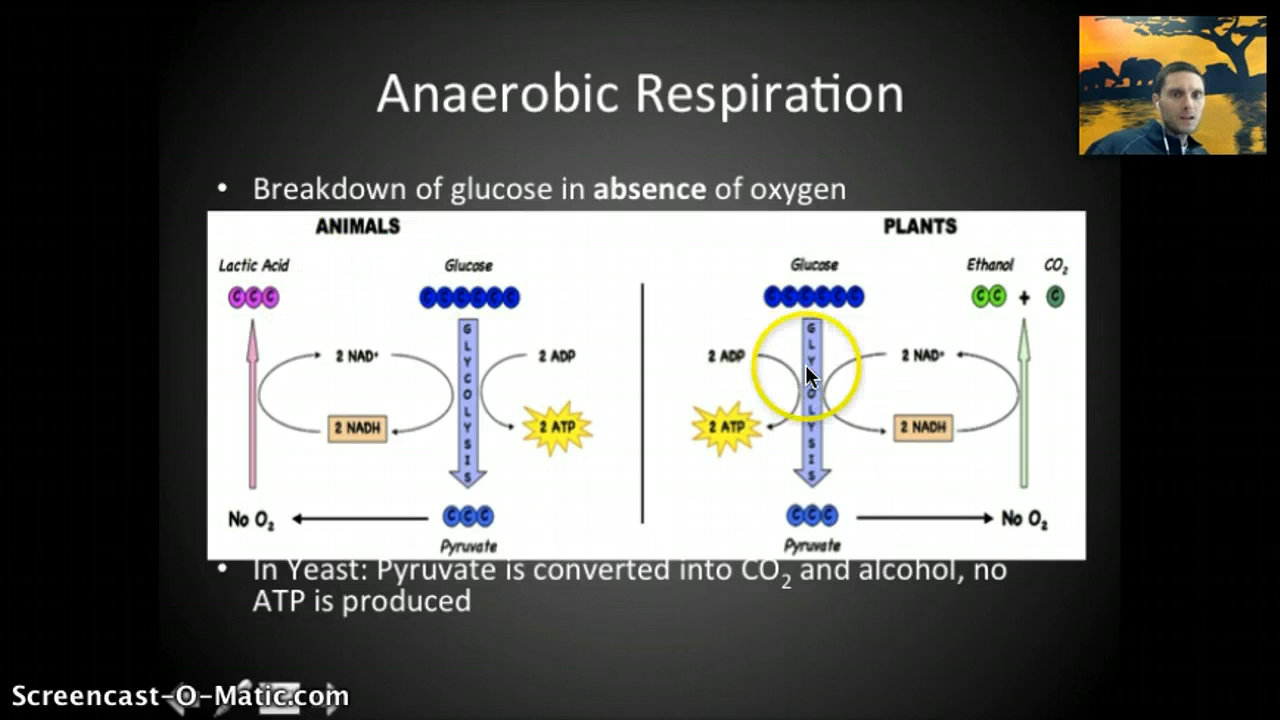 Anaerobic Respiration
• Breakdown of glucose in absence of oxygen
ANIMALS
Lactic Acid
Glucose
C C C
C C C C C C
GLYCOLYSIS
2 NAD⁺
2 ADP
2 NADH
2 ATP
No O₂
C C C
Pyruvate
PLANTS
Glucose
Ethanol
CO₂
C C C C C C
C C + C
GLYCOLYSIS
2 ADP
2 NAD⁺
2 ATP
2 NADH
C C C
No O₂
Pyruvate
• In Yeast: Pyruvate is converted into CO₂ and alcohol, no
ATP is produced
Screencast-O-Matic.com